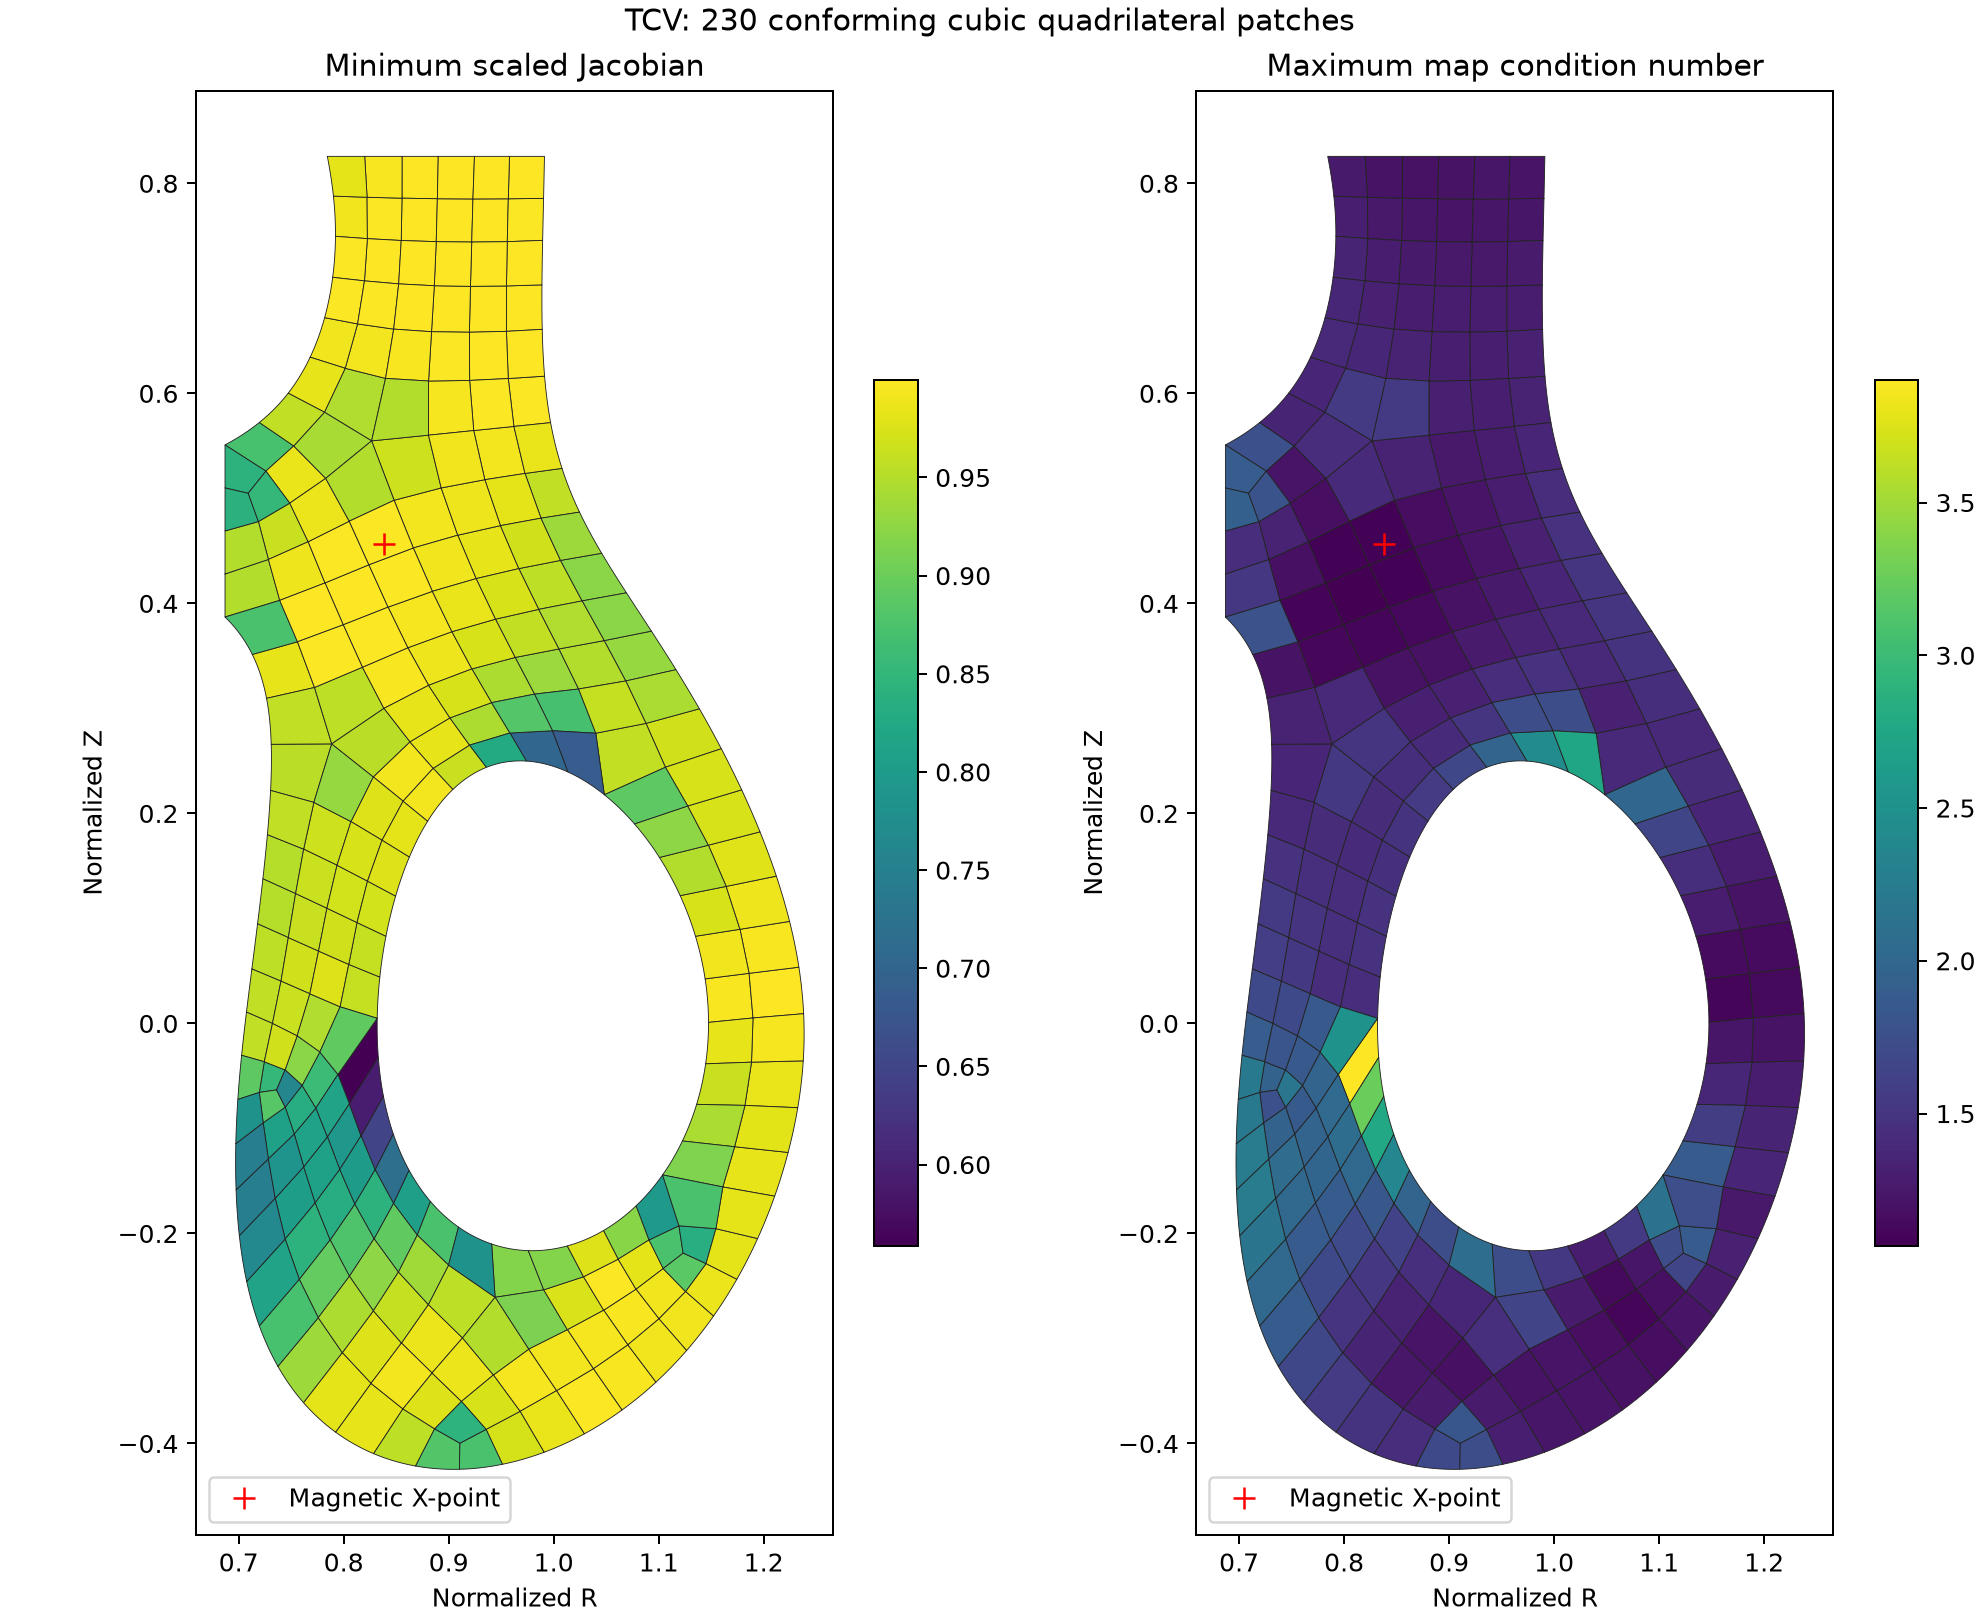 TCV: 230 conforming cubic quadrilateral patches
Minimum scaled Jacobian
Normalized Z
0.8
0.6
0.4
0.2
0.0
−0.2
−0.4
0.7 0.8 0.9 1.0 1.1 1.2
Normalized R
Magnetic X-point
0.95
0.90
0.85
0.80
0.75
0.70
0.65
0.60
Maximum map condition number
Normalized Z
0.8
0.6
0.4
0.2
0.0
−0.2
−0.4
0.7 0.8 0.9 1.0 1.1 1.2
Normalized R
Magnetic X-point
3.5
3.0
2.5
2.0
1.5